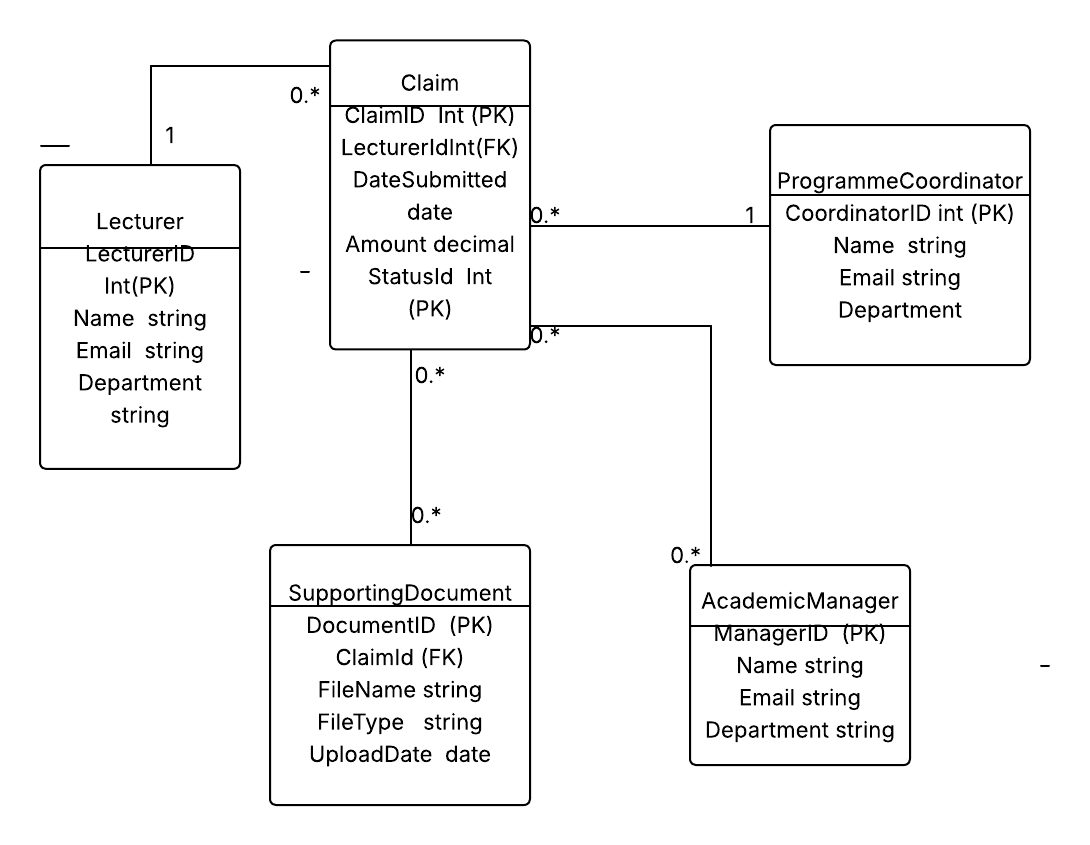 Claim
ClaimID  Int (PK)
LecturerIdInt(FK)
DateSubmitted
date
Amount decimal
StatusId  Int
(PK)
0.*
1
Lecturer
LecturerID
Int(PK)
Name  string
Email  string
Department
string
0.*
1
ProgrammeCoordinator
CoordinatorID int (PK)
Name  string
Email string
Department
0.*
0.*
0.*
0.*
SupportingDocument
DocumentID  (PK)
ClaimId (FK)
FileName string
FileType   string
UploadDate  date
AcademicManager
ManagerID  (PK)
Name string
Email string
Department string